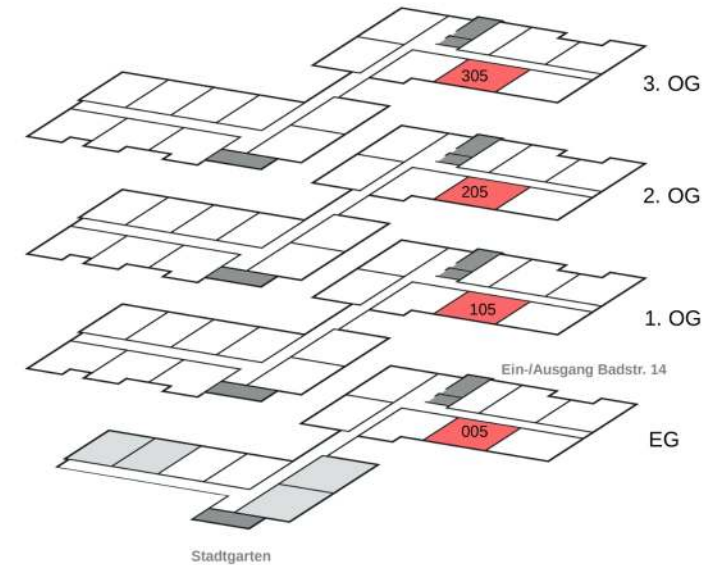 305
3. OG
205
2. OG
105
1. OG
Ein-/Ausgang Badstr. 14
005
EG
Stadtgarten